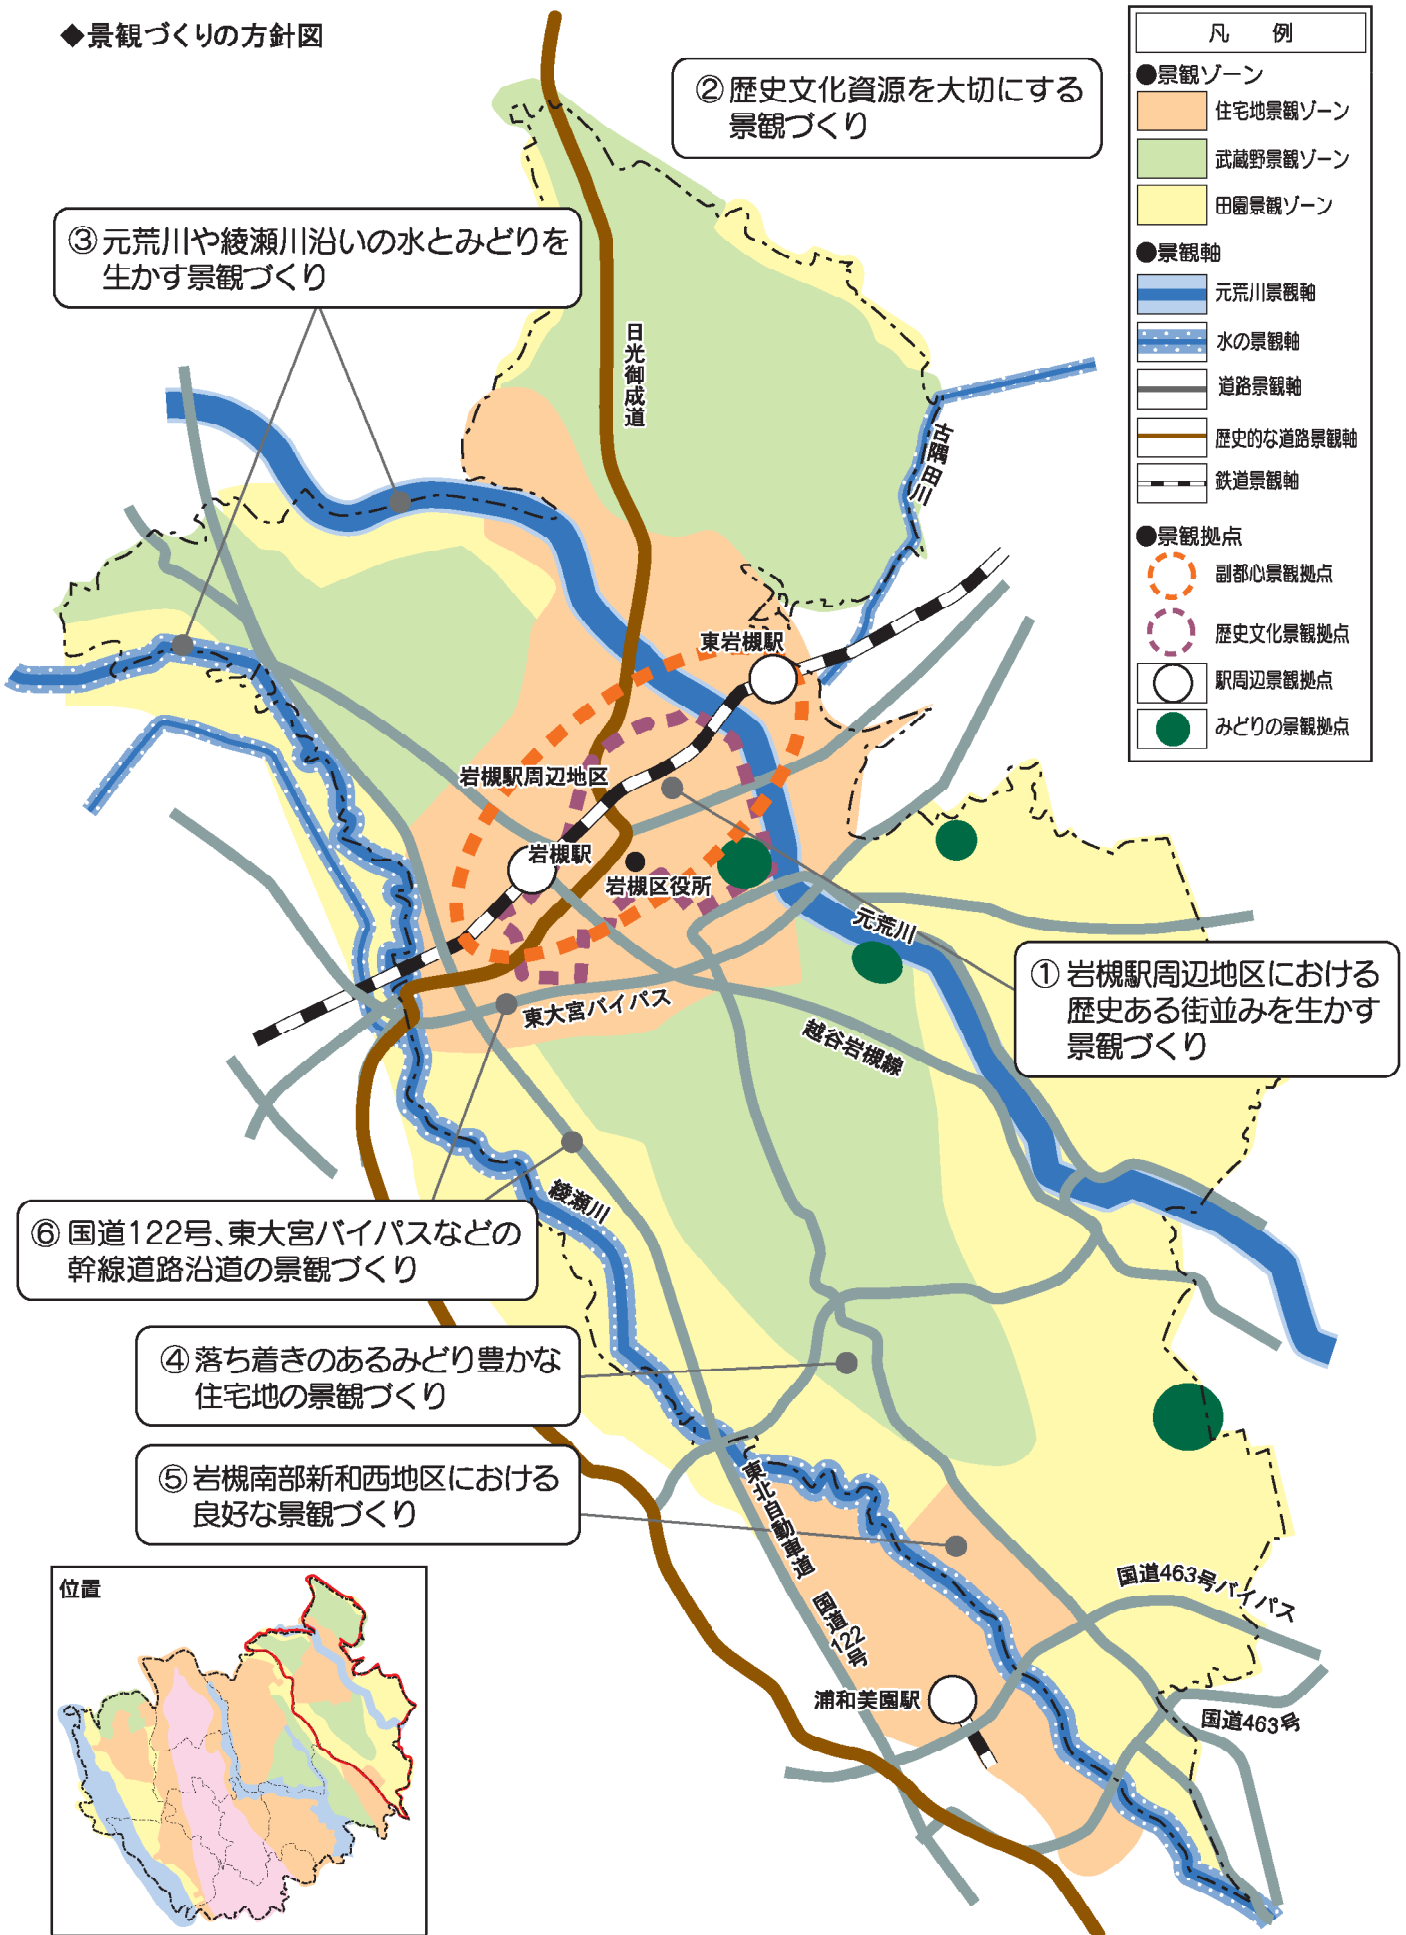 ◆景観づくりの方針図
②歴史文化資源を大切にする
景観づくり
③元荒川や綾瀬川沿いの水とみどりを
生かす景観づくり
凡　例
●景観ゾーン
住宅地景観ゾーン
武蔵野景観ゾーン
田園景観ゾーン
●景観軸
元荒川景観軸
水の景観軸
道路景観軸
歴史的な道路景観軸
鉄道景観軸
●景観拠点
副都心景観拠点
歴史文化景観拠点
駅周辺景観拠点
みどりの景観拠点
日光御成道
古隅田川
東岩槻駅
岩槻駅周辺地区
岩槻駅
岩槻区役所
元荒川
①岩槻駅周辺地区における
歴史ある街並みを生かす
景観づくり
東大宮バイパス
越谷岩槻線
綾瀬川
⑥国道122号、東大宮バイパスなどの
幹線道路沿道の景観づくり
④落ち着きのあるみどり豊かな
住宅地の景観づくり
⑤岩槻南部新和西地区における
良好な景観づくり
東北自動車道
国道122号
国道463号バイパス
浦和美園駅
国道463号
位置